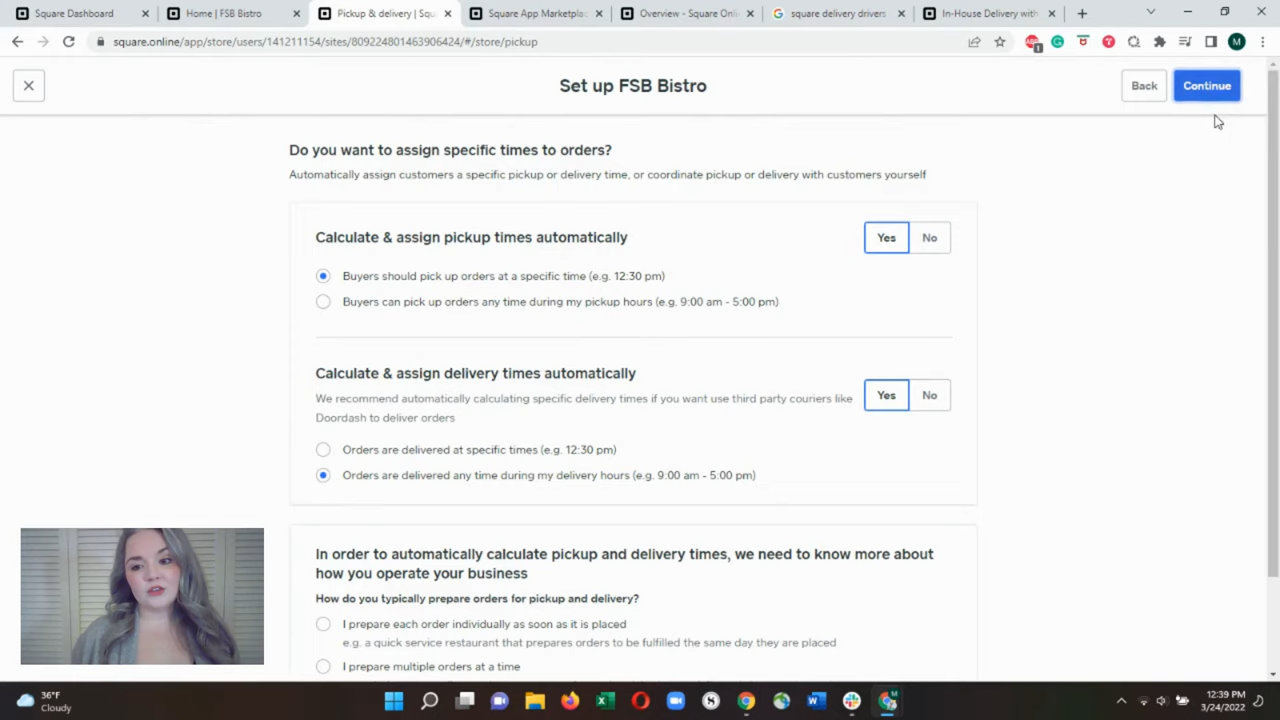 Square Dashboard
Home | FSB Bistro
Pickup & delivery | Squ
Square App Marketplac
Overview - Square Onli
square delivery drivers
In-House Delivery with
square.online/app/store/users/141211154/sites/809224801463906424/#/store/pickup
1
M
Set up FSB Bistro
Back
Continue
Do you want to assign specific times to orders?
Automatically assign customers a specific pickup or delivery time, or coordinate pickup or delivery with customers yourself
Calculate & assign pickup times automatically
Yes
No
Buyers should pick up orders at a specific time (e.g. 12:30 pm)
Buyers can pick up orders any time during my pickup hours (e.g. 9:00 am - 5:00 pm)
Calculate & assign delivery times automatically
We recommend automatically calculating specific delivery times if you want use third party couriers like
Doordash to deliver orders
Yes
No
Orders are delivered at specific times (e.g. 12:30 pm)
Orders are delivered any time during my delivery hours (e.g. 9:00 am - 5:00 pm)
In order to automatically calculate pickup and delivery times, we need to know more about
how you operate your business
How do you typically prepare orders for pickup and delivery?
I prepare each order individually as soon as it is placed
e.g. a quick service restaurant that prepares orders to be fulfilled the same day they are placed
I prepare multiple orders at a time
36°F
Cloudy
12:39 PM
3/24/2022